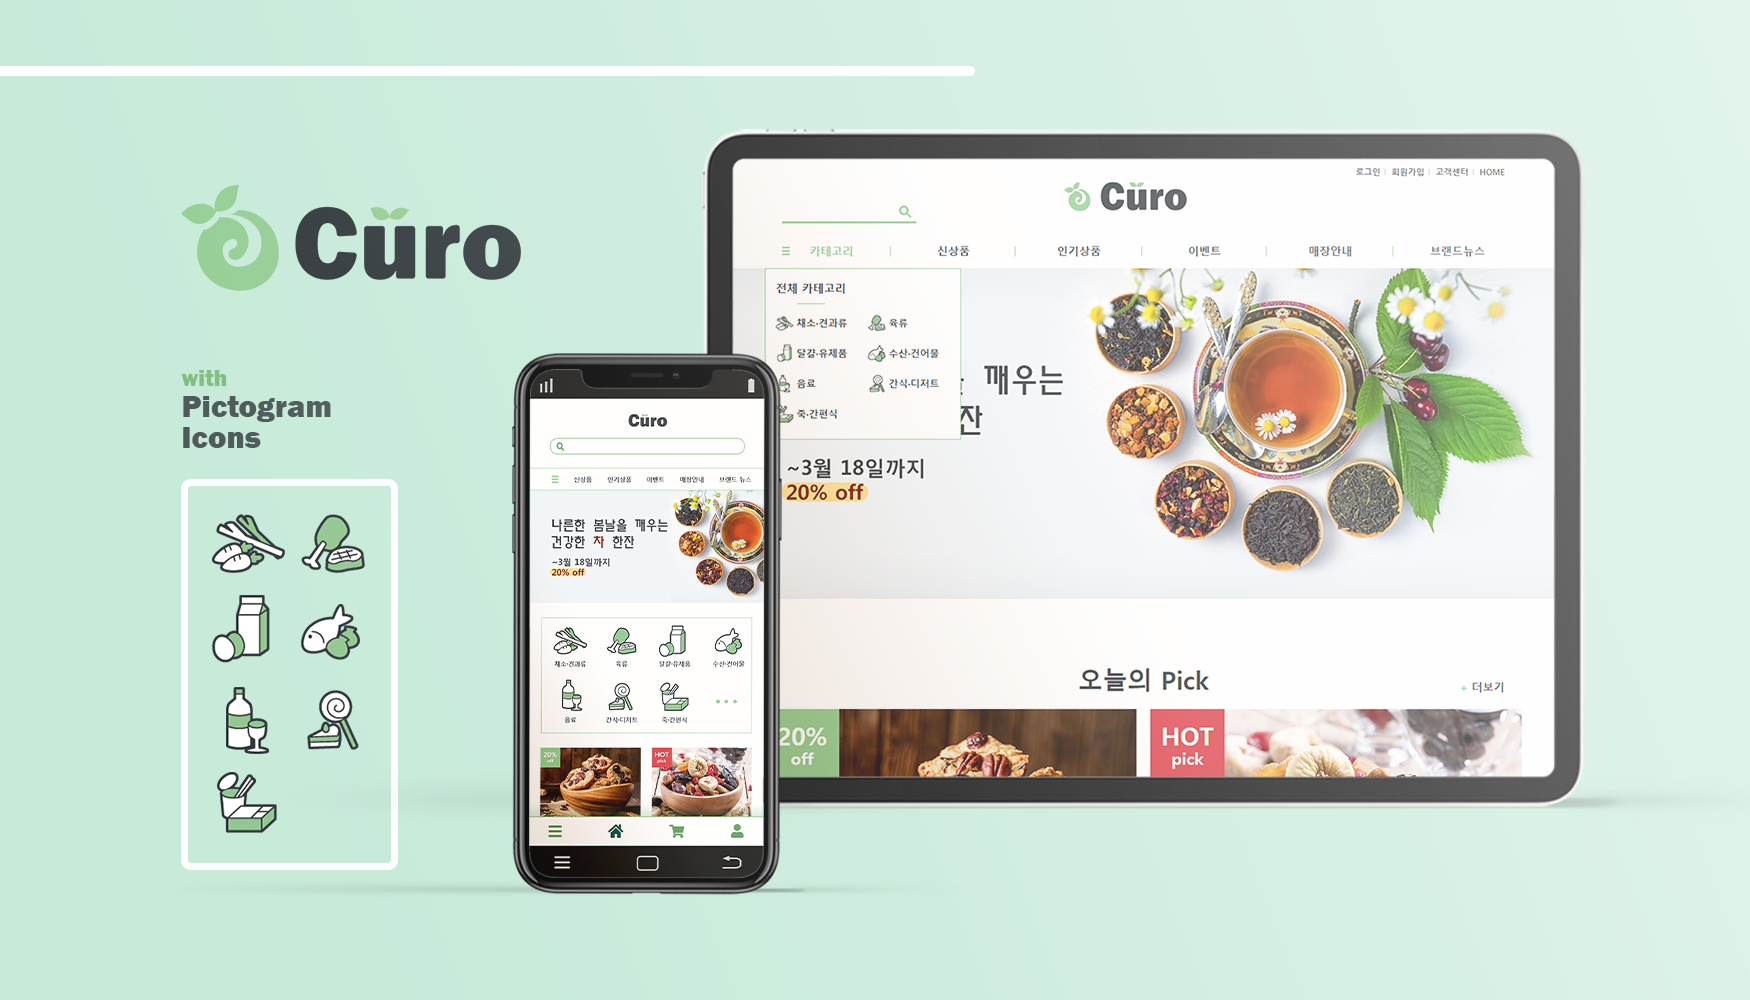 Curo
with
Pictogram
Icons
로그인 | 회원가입 | 고객센터 | HOME
Curo
카테고리 | 신상품 | 인기상품 | 이벤트 | 매장안내 | 브랜드뉴스
전체 카테고리
채소·견과류 육류
달걀·유제품 수산·건어물
음료 간식·디저트
죽·간편식
깨우는
잔
~3월 18일까지
20% off
오늘의 Pick
+ 더보기
20%
off
HOT
pick
Curo
신상품 인기상품 이벤트 매장안내 브랜드 뉴스
나른한 봄날을 깨우는
건강한 차 한잔
~3월 18일까지
20% off
채소·견과류 육류 달걀·유제품 수산·건어물
음료 간식·디저트 죽·간편식
20%
off
HOT
pick